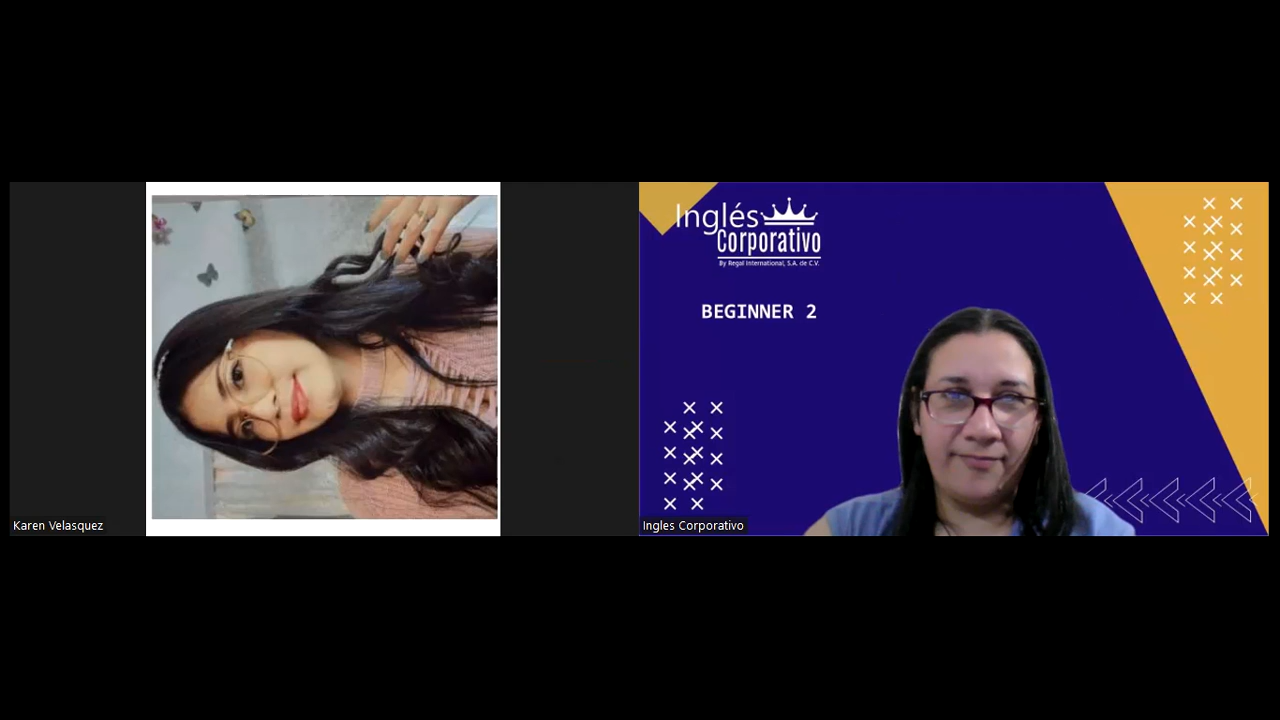 Inglés
Corporativo
By Regal International, S.A. de C.V.
BEGINNER 2
Karen Velasquez
Ingles Corporativo